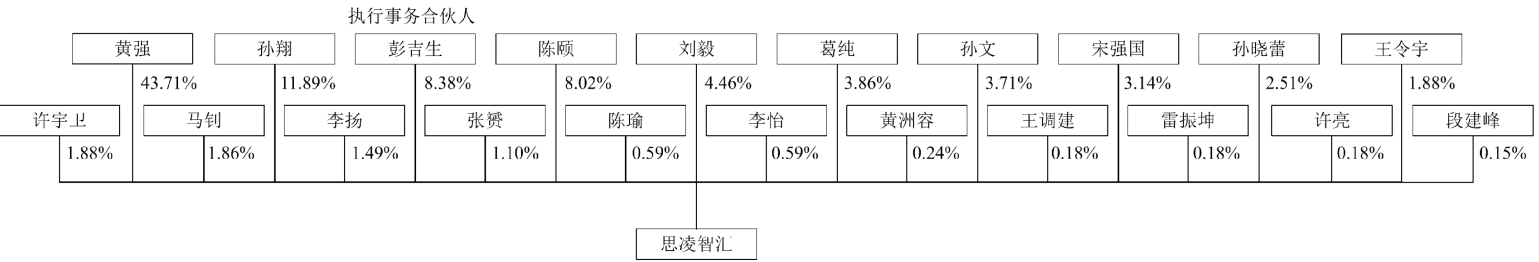 执行事务合伙人
黄强 孙翔 彭吉生 陈颐 刘毅 葛纯 孙文 宋强国 孙晓蕾 王令宇
43.71% 11.89% 8.38% 8.02% 4.46% 3.86% 3.71% 3.14% 2.51% 1.88%
许宇卫 马钊 李扬 张赟 陈瑜 李怡 黄洲容 王调建 雷振坤 许亮 段建峰
1.88% 1.86% 1.49% 1.10% 0.59% 0.59% 0.24% 0.18% 0.18% 0.18% 0.15%
思凌智汇